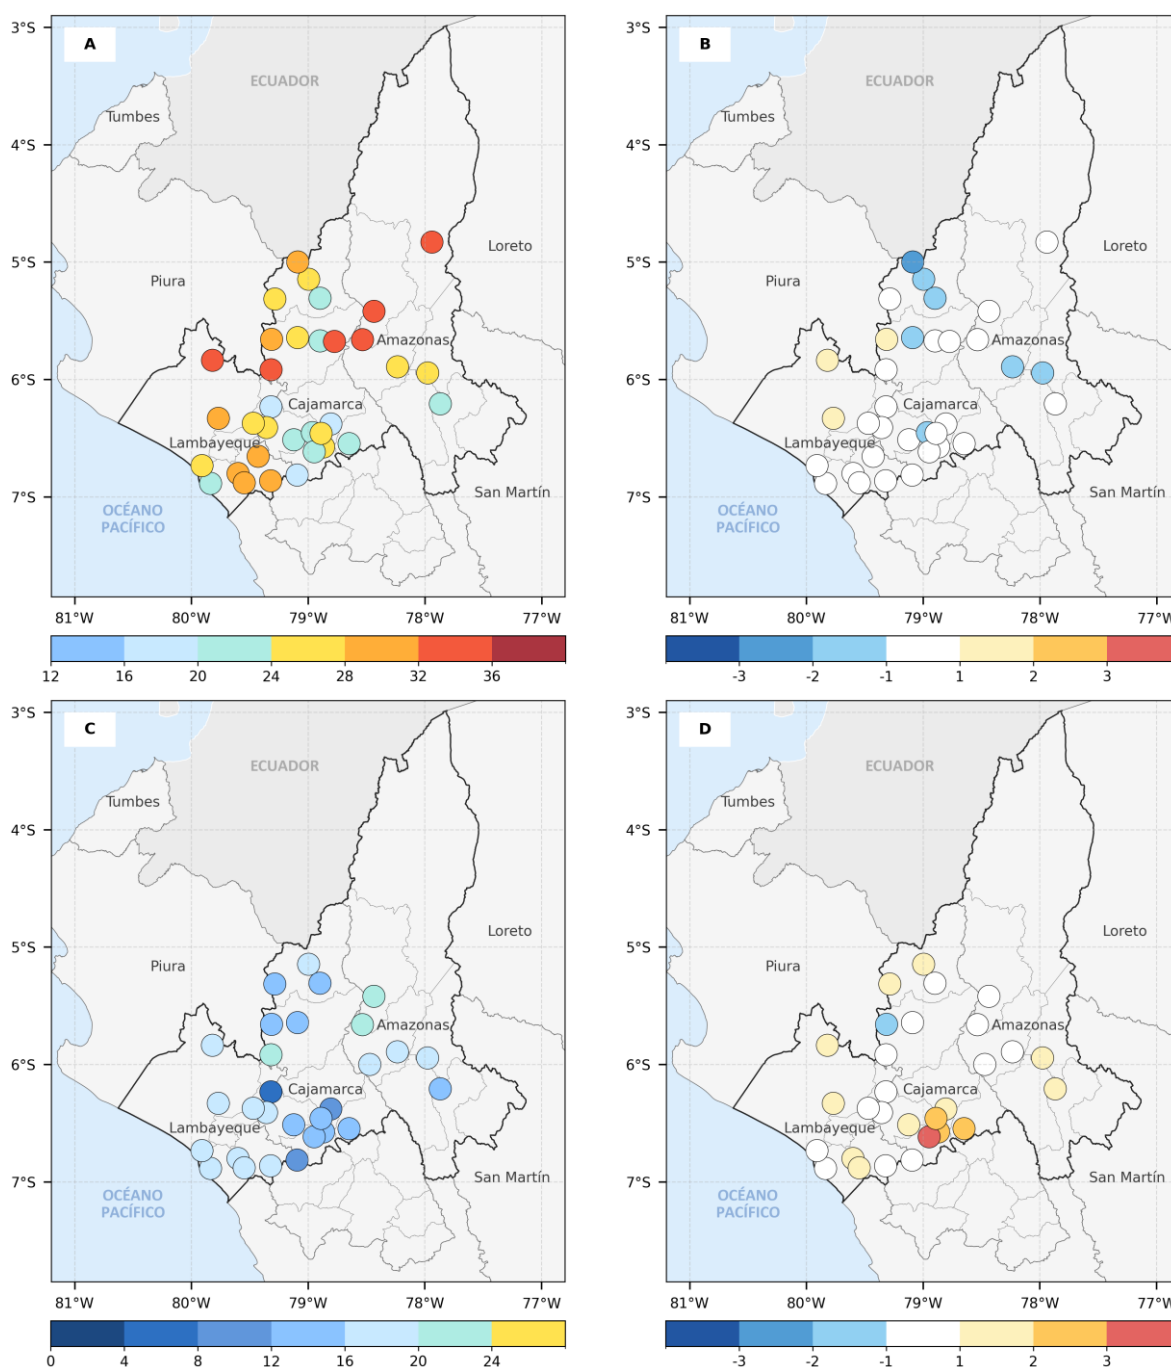 3°S
4°S
5°S
6°S
7°S
A
ECUADOR
Tumbes
Loreto
Piura
Amazonas
San Martín
Cajamarca
Lambayeque
OCÉANO
PACÍFICO
81°W 80°W 79°W 78°W 77°W
12 16 20 24 28 32 36
3°S
4°S
5°S
6°S
7°S
B
ECUADOR
Tumbes
Loreto
Piura
Amazonas
San Martín
Cajamarca
Lambayeque
OCÉANO
PACÍFICO
81°W 80°W 79°W 78°W 77°W
-3 -2 -1 1 2 3
3°S
4°S
5°S
6°S
7°S
C
ECUADOR
Tumbes
Loreto
Piura
Amazonas
San Martín
Cajamarca
Lambayeque
OCÉANO
PACÍFICO
81°W 80°W 79°W 78°W 77°W
0 4 8 12 16 20 24
3°S
4°S
5°S
6°S
7°S
D
ECUADOR
Tumbes
Loreto
Piura
Amazonas
San Martín
Cajamarca
Lambayeque
OCÉANO
PACÍFICO
81°W 80°W 79°W 78°W 77°W
-3 -2 -1 1 2 3